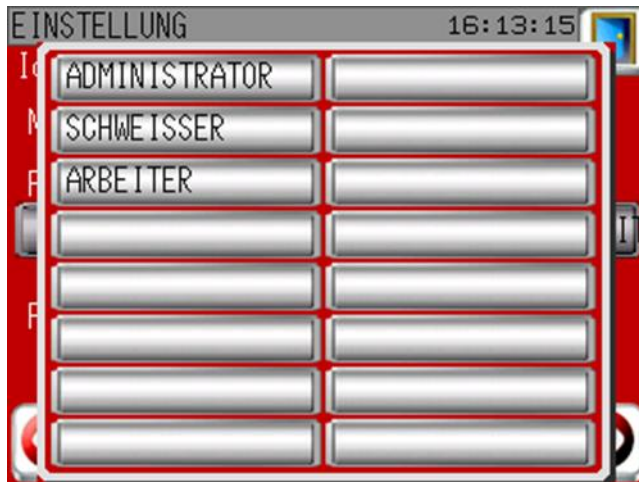 EINSTELLUNG 16:13:15
ADMINISTRATOR
SCHWEISSER
ARBEITER